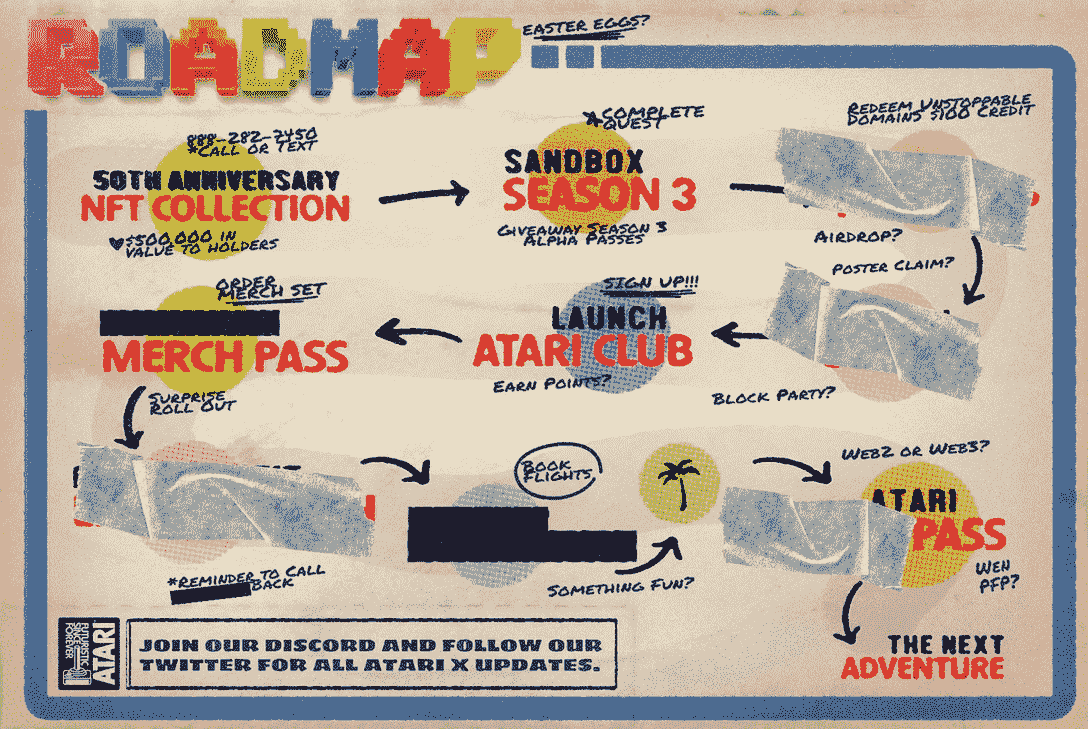 ROADMAP
EASTER EGGS?
888-282-7450
*CALL OR TEXT
50TH ANNIVERSARY
NFT COLLECTION
$500,000 IN
VALUE TO HOLDERS
COMPLETE
QUEST
SANDBOX
SEASON 3
GIVEAWAY SEASON 3
ALPHA PASSES
REDEEM UNSTOPPABLE
DOMAINS $100 CREDIT
AIRDROP?
POSTER CLAIM?
BLOCK PARTY?
SIGN UP!!!
LAUNCH
ATARI CLUB
EARN POINTS?
ORDER
MERCH SET
MERCH PASS
SURPRISE
ROLL OUT
*REMINDER TO CALL
BACK
BOOK
FLIGHTS
SOMETHING FUN?
WEB2 OR WEB3?
ATARI
PASS
WEN
PFP?
THE NEXT
ADVENTURE
FUTURISTIC
SINCE
FOREVER
ATARI
JOIN OUR DISCORD AND FOLLOW OUR
TWITTER FOR ALL ATARI X UPDATES.